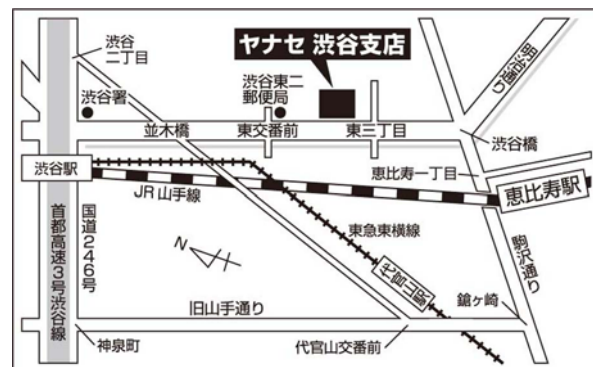 渋谷
二丁目
ヤナセ 渋谷支店
明治通り
渋谷署
渋谷東二
郵便局
並木橋
東交番前
東三丁目
渋谷橋
渋谷駅
恵比寿一丁目
恵比寿駅
JR山手線
首都高速3号渋谷線
国道246号
東急東横線
N
代官山駅
駒沢通り
旧山手通り
鎗ヶ崎
神泉町
代官山交番前